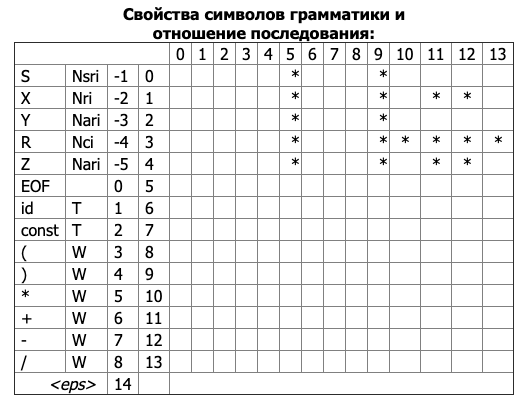 Свойства символов грамматики и
отношение последования:
0 1 2 3 4 5 6 7 8 9 10 11 12 13
S Nsri -1 0 * *
X Nri -2 1 * * * *
Y Nari -3 2 * *
R Nci -4 3 * * * * * *
Z Nari -5 4 * * * *
EOF 0 5
id T 1 6
const T 2 7
( W 3 8
) W 4 9
* W 5 10
+ W 6 11
- W 7 12
/ W 8 13
<eps> 14